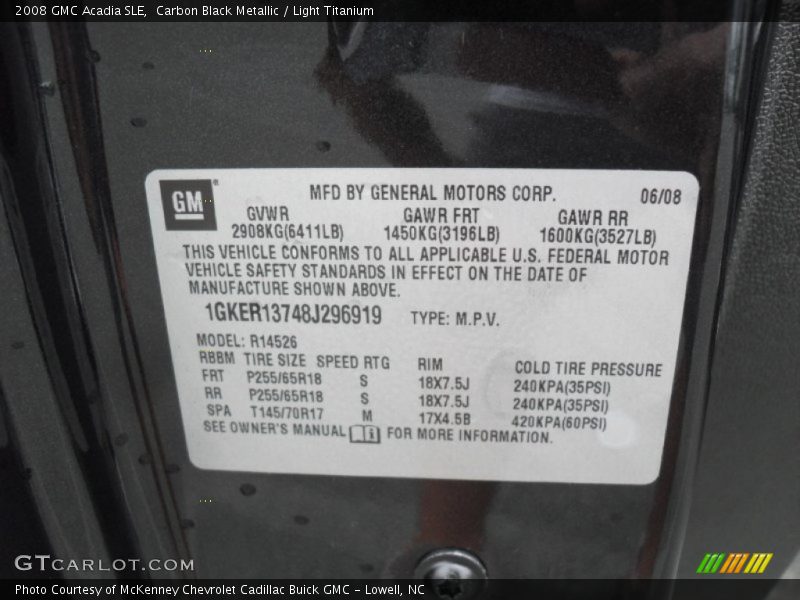 2008 GMC Acadia SLE, Carbon Black Metallic / Light Titanium
GM
MFD BY GENERAL MOTORS CORP. 06/08
GVWR GAWR FRT GAWR RR
2908KG(6411LB) 1450KG(3196LB) 1600KG(3527LB)
THIS VEHICLE CONFORMS TO ALL APPLICABLE U.S. FEDERAL MOTOR
VEHICLE SAFETY STANDARDS IN EFFECT ON THE DATE OF
MANUFACTURE SHOWN ABOVE.
1GKER13748J296919 TYPE: M.P.V.
MODEL: R14526
RBBM TIRE SIZE SPEED RTG RIM COLD TIRE PRESSURE
FRT P255/65R18 S 18X7.5J 240KPA(35PSI)
RR P255/65R18 S 18X7.5J 240KPA(35PSI)
SPA T145/70R17 M 17X4.5B 420KPA(60PSI)
SEE OWNER'S MANUAL FOR MORE INFORMATION.
GTCARLOT.COM
Photo Courtesy of McKenney Chevrolet Cadillac Buick GMC - Lowell, NC